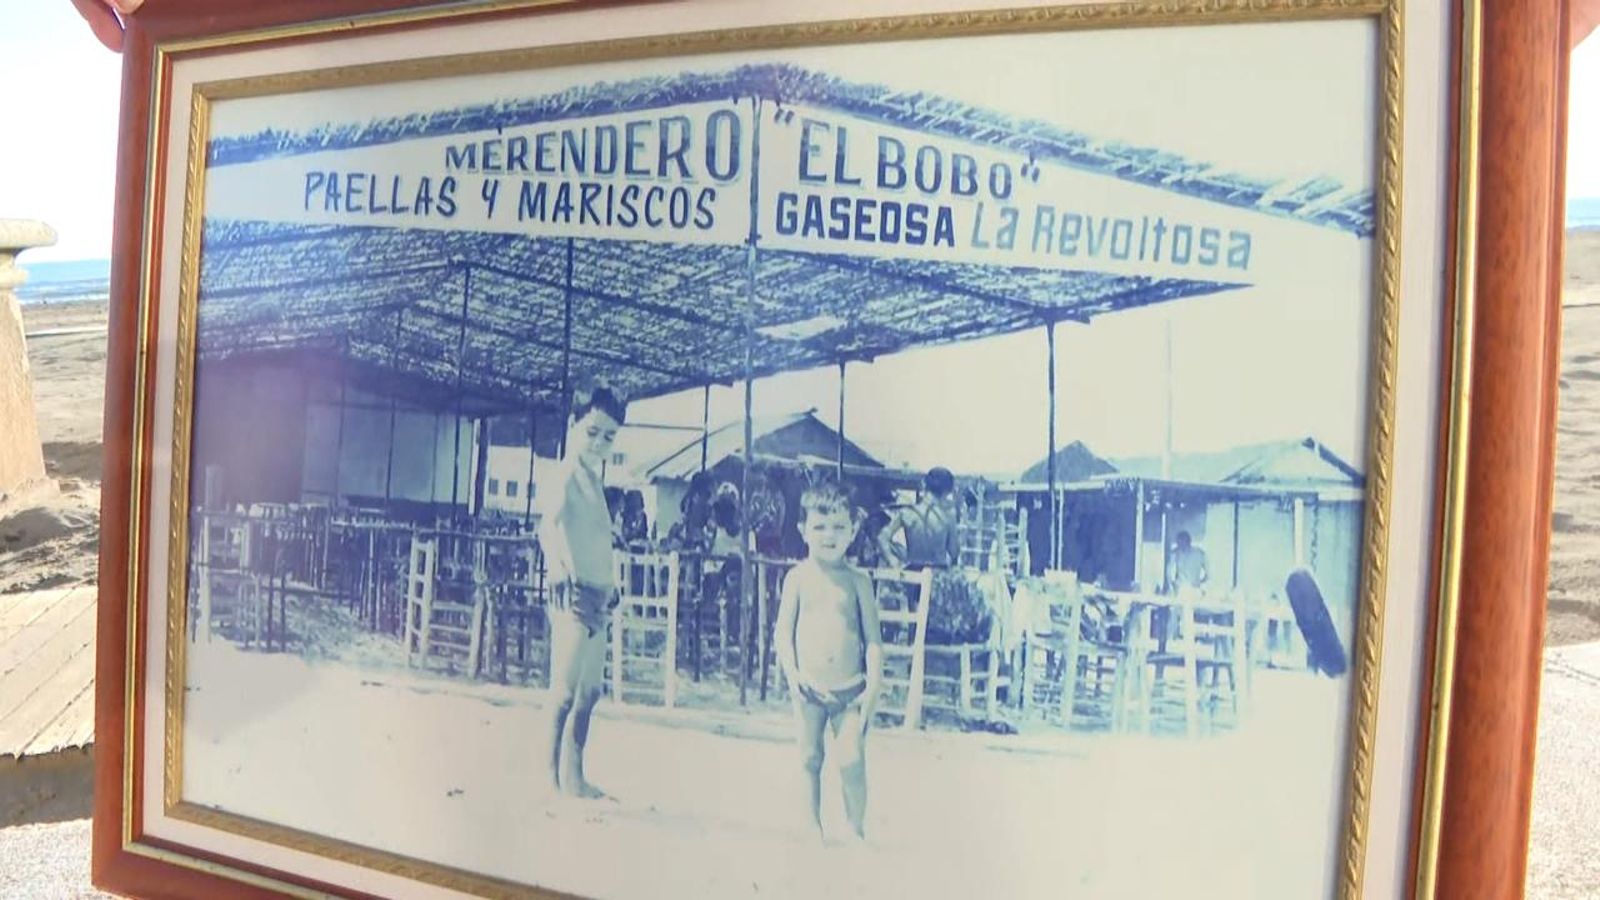 MERENDERO "EL BOBO"
PAELLAS Y MARISCOS
GASEOSA La Revoltosa